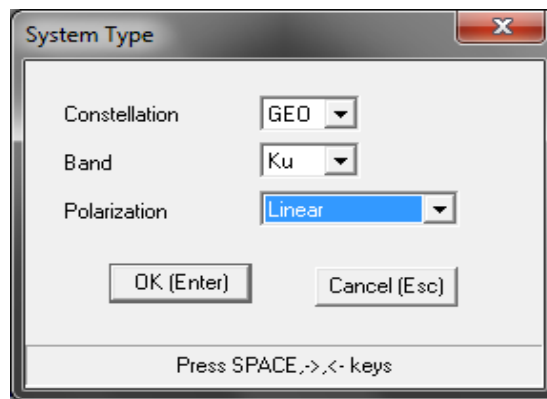 System Type
Constellation GEO
Band Ku
Polarization Linear
OK (Enter) Cancel (Esc)
Press SPACE,->,<- keys